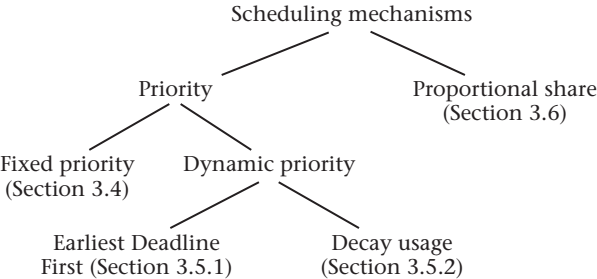 Scheduling mechanisms
Priority
Proportional share
(Section 3.6)
Fixed priority
(Section 3.4)
Dynamic priority
Earliest Deadline
First (Section 3.5.1)
Decay usage
(Section 3.5.2)